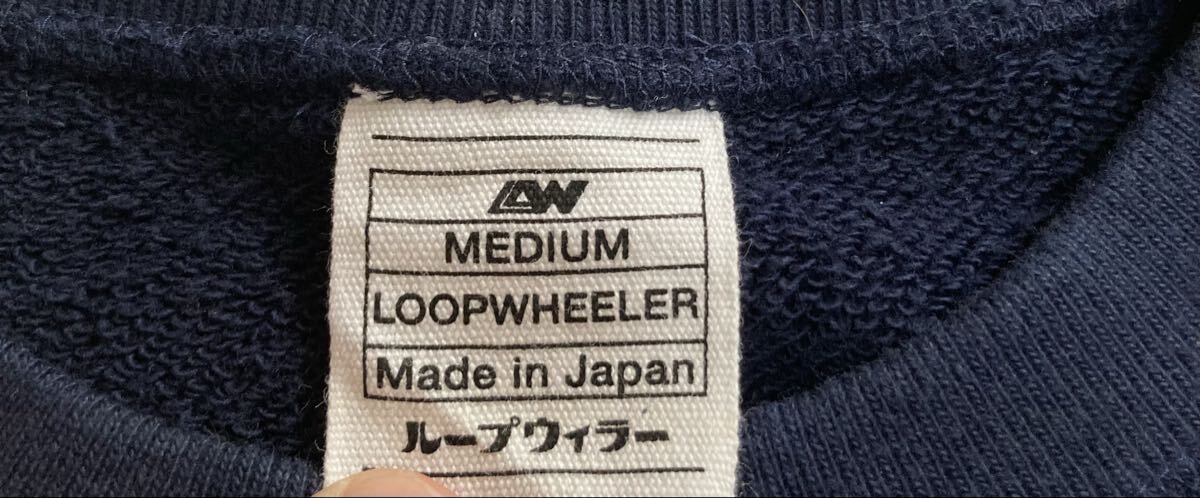 LW
MEDIUM
LOOPWHEELER
Made in Japan
ループウィラー